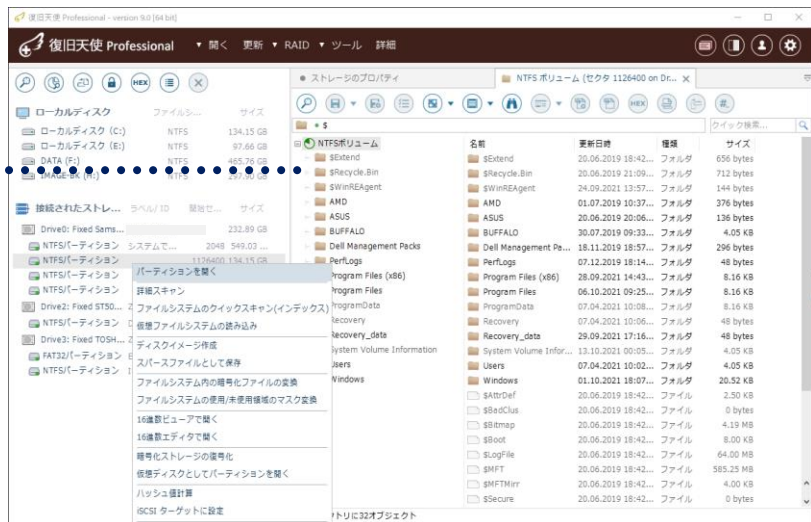 復旧天使 Professional - version 9.0 [64 bit]
復旧天使 Professional ▼ 開く 更新 ▼ RAID ▼ ツール 詳細
HEX
ストレージのプロパティ
NTFS ボリューム (セクタ 1126400 on Dr...
HEX
ローカルディスク ファイルシ... サイズ
ローカルディスク (C:) NTFS 134.15 GB
ローカルディスク (E:) NTFS 97.66 GB
DATA (F:) NTFS 465.76 GB
IMAGE-BK (H:) NTFS 297.90 GB
接続されたストレ... ラベル/ ID 開始セ... サイズ
Drive0: Fixed Sams... 232.89 GB
NTFSパーティション システムで... 2048 549.03 ...
NTFSパーティション 1126400 134.15 GB
NTFSパーティション
NTFSパーティション
Drive2: Fixed ST50...
NTFSパーティション
Drive3: Fixed TOSH...
FAT32パーティション
NTFSパーティション
パーティションを開く
詳細スキャン
ファイルシステムのクイックスキャン(インデックス)
仮想ファイルシステムの読み込み
ディスクイメージ作成
スパースファイルとして保存
ファイルシステム内の暗号化ファイルの変換
ファイルシステムの使用/未使用領域のマスク変換
16進数ビューアで開く
16進数エディタで開く
暗号化ストレージの復号化
仮想ディスクとしてパーティションを開く
ハッシュ値計算
iSCSI ターゲットに設定
$
クイック検索...
NTFSボリューム
$Extend
$Recycle.Bin
$WinREAgent
AMD
ASUS
BUFFALO
Dell Management Packs
PerfLogs
Program Files (x86)
Program Files
ProgramData
Recovery
Recovery_data
System Volume Information
Users
Windows
名前 更新日時 種類 サイズ
$Extend 20.06.2019 18:42... フォルダ 656 bytes
$Recycle.Bin 20.06.2019 21:09... フォルダ 712 bytes
$WinREAgent 24.09.2021 13:57... フォルダ 144 bytes
AMD 01.07.2019 10:37... フォルダ 376 bytes
ASUS 20.06.2019 20:06... フォルダ 136 bytes
BUFFALO 30.07.2019 09:33... フォルダ 4.05 KB
Dell Management Pa... 18.11.2019 18:57... フォルダ 296 bytes
PerfLogs 07.12.2019 18:14... フォルダ 48 bytes
Program Files (x86) 28.09.2021 14:43... フォルダ 8.16 KB
Program Files 06.10.2021 09:25... フォルダ 8.16 KB
ProgramData 07.04.2021 10:08... フォルダ 8.16 KB
Recovery 07.04.2021 10:06... フォルダ 48 bytes
Recovery_data 29.09.2021 17:16... フォルダ 48 bytes
System Volume Infor... 13.10.2021 00:05... フォルダ 4.05 KB
Users 07.04.2021 10:02... フォルダ 4.05 KB
Windows 01.10.2021 18:07... フォルダ 20.52 KB
$AttrDef 20.06.2019 18:42... ファイル 2.50 KB
$BadClus 20.06.2019 18:42... ファイル 0 bytes
$Bitmap 20.06.2019 18:42... ファイル 4.19 MB
$Boot 20.06.2019 18:42... ファイル 8.00 KB
$LogFile 20.06.2019 18:42... ファイル 64.00 MB
$MFT 20.06.2019 18:42... ファイル 585.25 MB
$MFTMirr 20.06.2019 18:42... ファイル 4.00 KB
$Secure 20.06.2019 18:42... ファイル 0 bytes
トリに32オブジェクト